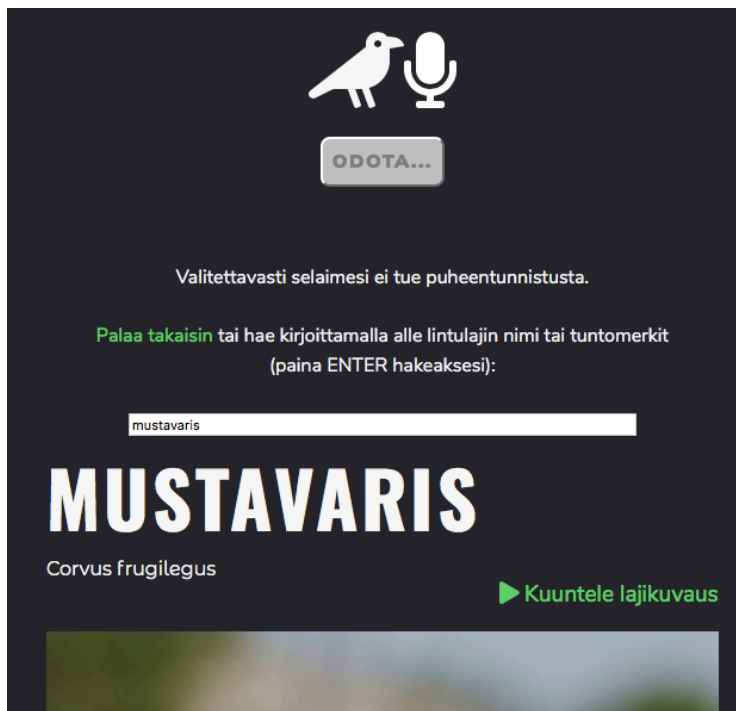 ODOTA...
Valitettavasti selaimesi ei tue puheentunnistusta.
Palaa takaisin tai hae kirjoittamalla alle lintulajin nimi tai tuntomerkit
(paina ENTER hakeaksesi):
mustavaris
MUSTAVARIS
Corvus frugilegus
Kuuntele lajikuvaus